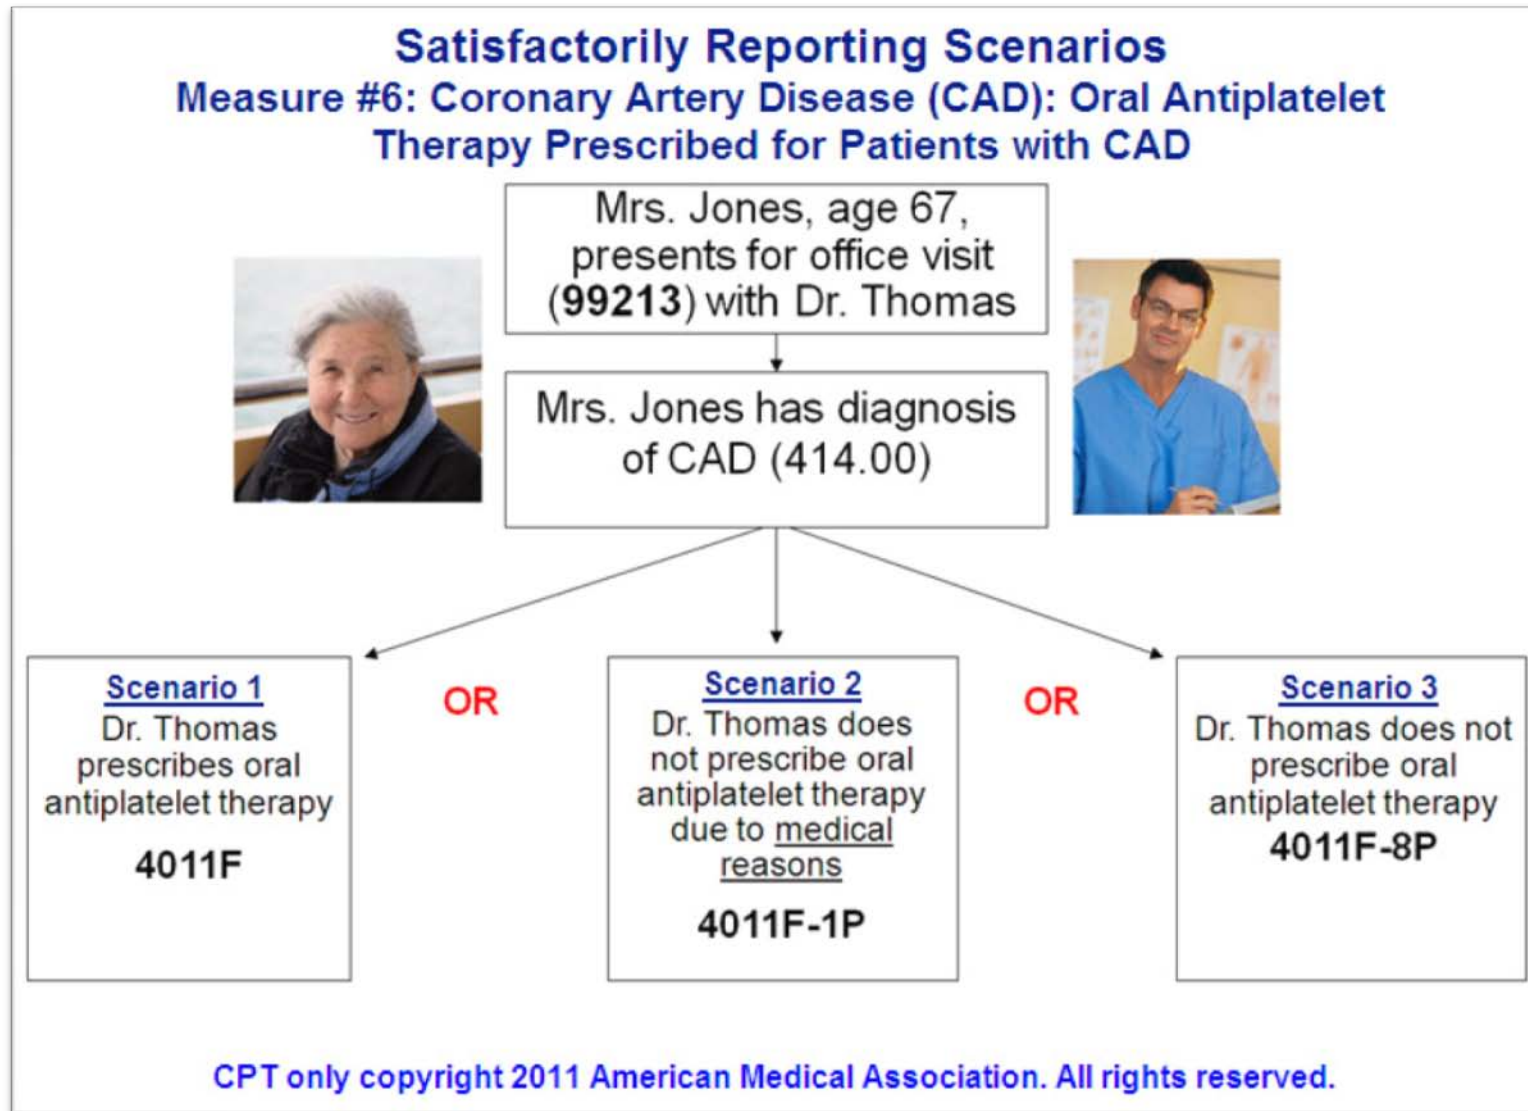 Satisfactorily Reporting Scenarios
Measure #6: Coronary Artery Disease (CAD): Oral Antiplatelet
Therapy Prescribed for Patients with CAD
Mrs. Jones, age 67,
presents for office visit
(99213) with Dr. Thomas
Mrs. Jones has diagnosis
of CAD (414.00)
Scenario 1
Dr. Thomas
prescribes oral
antiplatelet therapy
4011F
OR
Scenario 2
Dr. Thomas does
not prescribe oral
antiplatelet therapy
due to medical
reasons
4011F-1P
OR
Scenario 3
Dr. Thomas does not
prescribe oral
antiplatelet therapy
4011F-8P
CPT only copyright 2011 American Medical Association. All rights reserved.